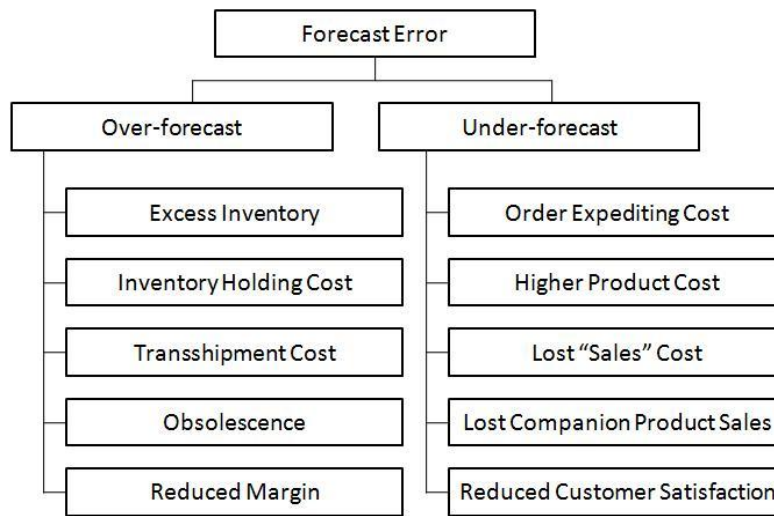 Forecast Error
Over-forecast
Under-forecast
Excess Inventory
Order Expediting Cost
Inventory Holding Cost
Higher Product Cost
Transshipment Cost
Lost “Sales” Cost
Obsolescence
Lost Companion Product Sales
Reduced Margin
Reduced Customer Satisfaction